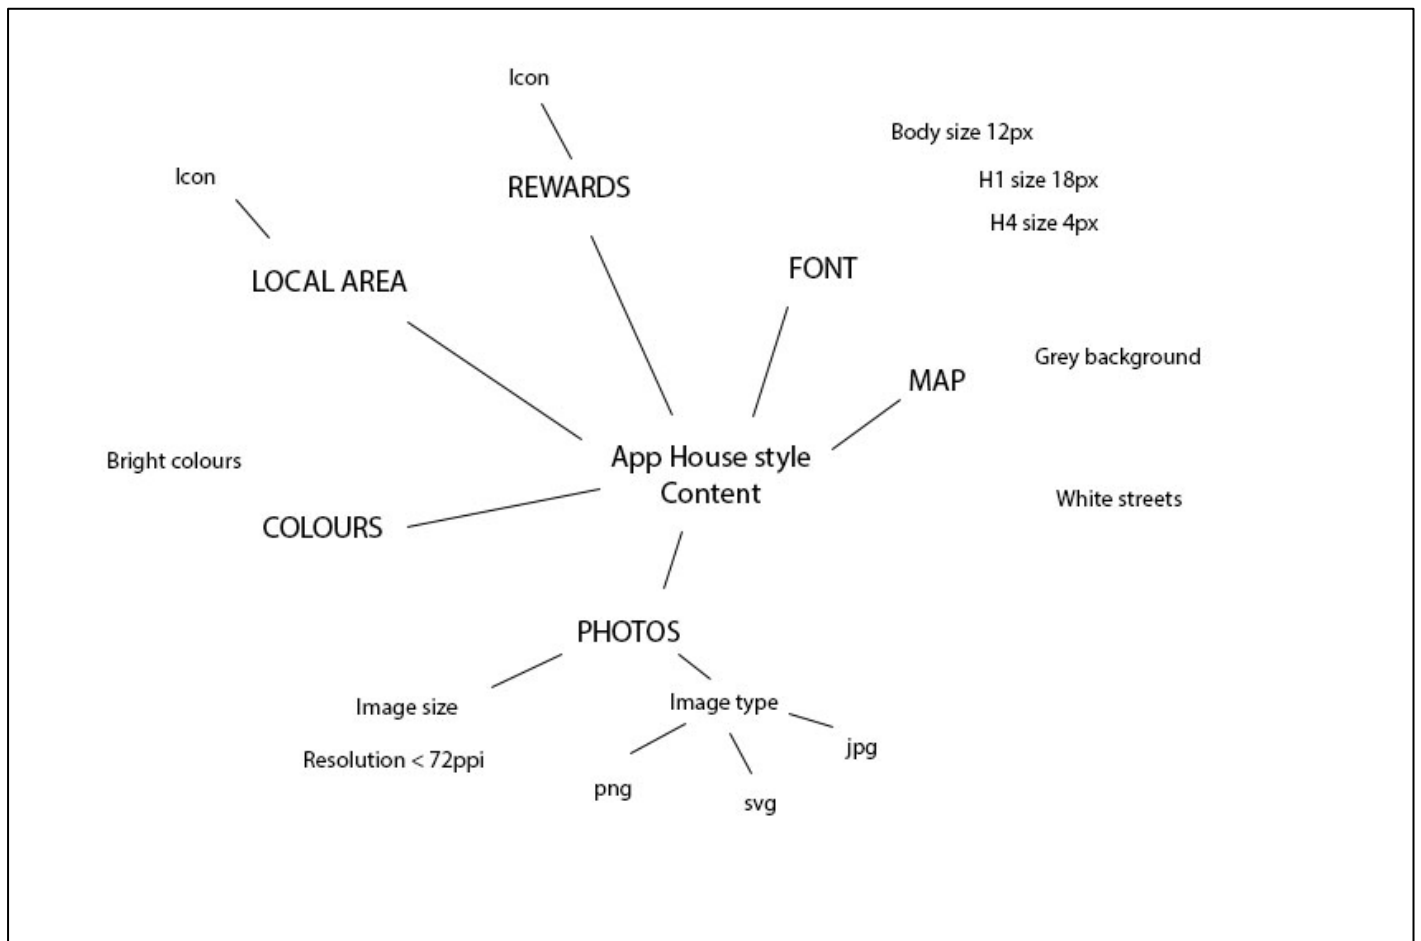 Icon
Body size 12px
Icon
H1 size 18px
REWARDS
H4 size 4px
FONT
LOCAL AREA
Grey background
MAP
App House style
Content
Bright colours
White streets
COLOURS
PHOTOS
Image size
Image type
jpg
Resolution < 72ppi
png
svg